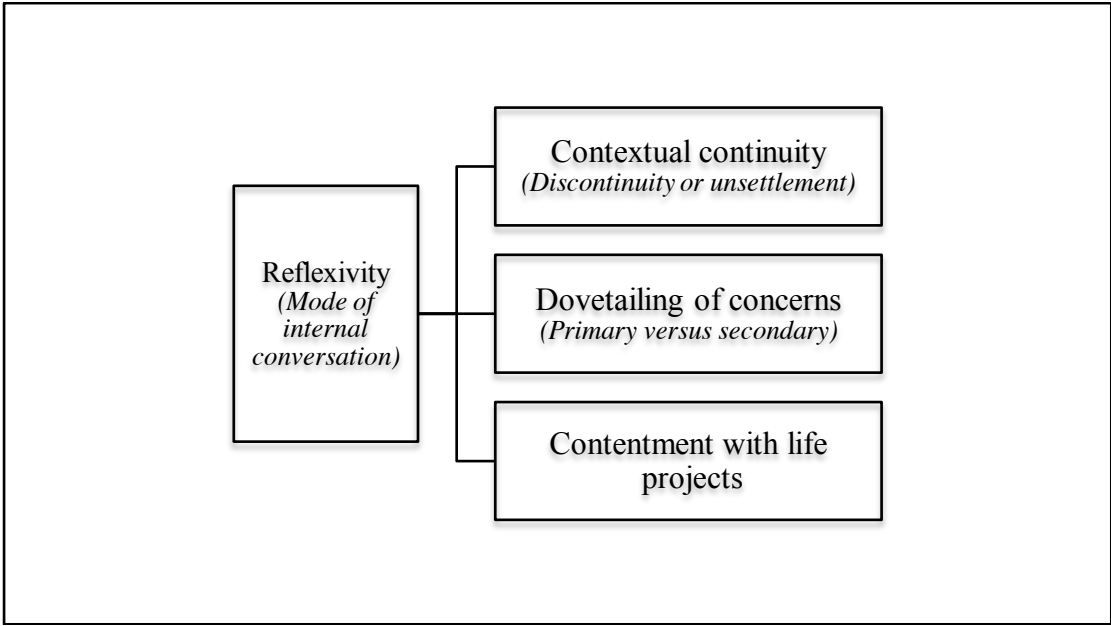 Reflexivity
(Mode of
internal
conversation)
Contextual continuity
(Discontinuity or unsettlement)
Dovetailing of concerns
(Primary versus secondary)
Contentment with life
projects